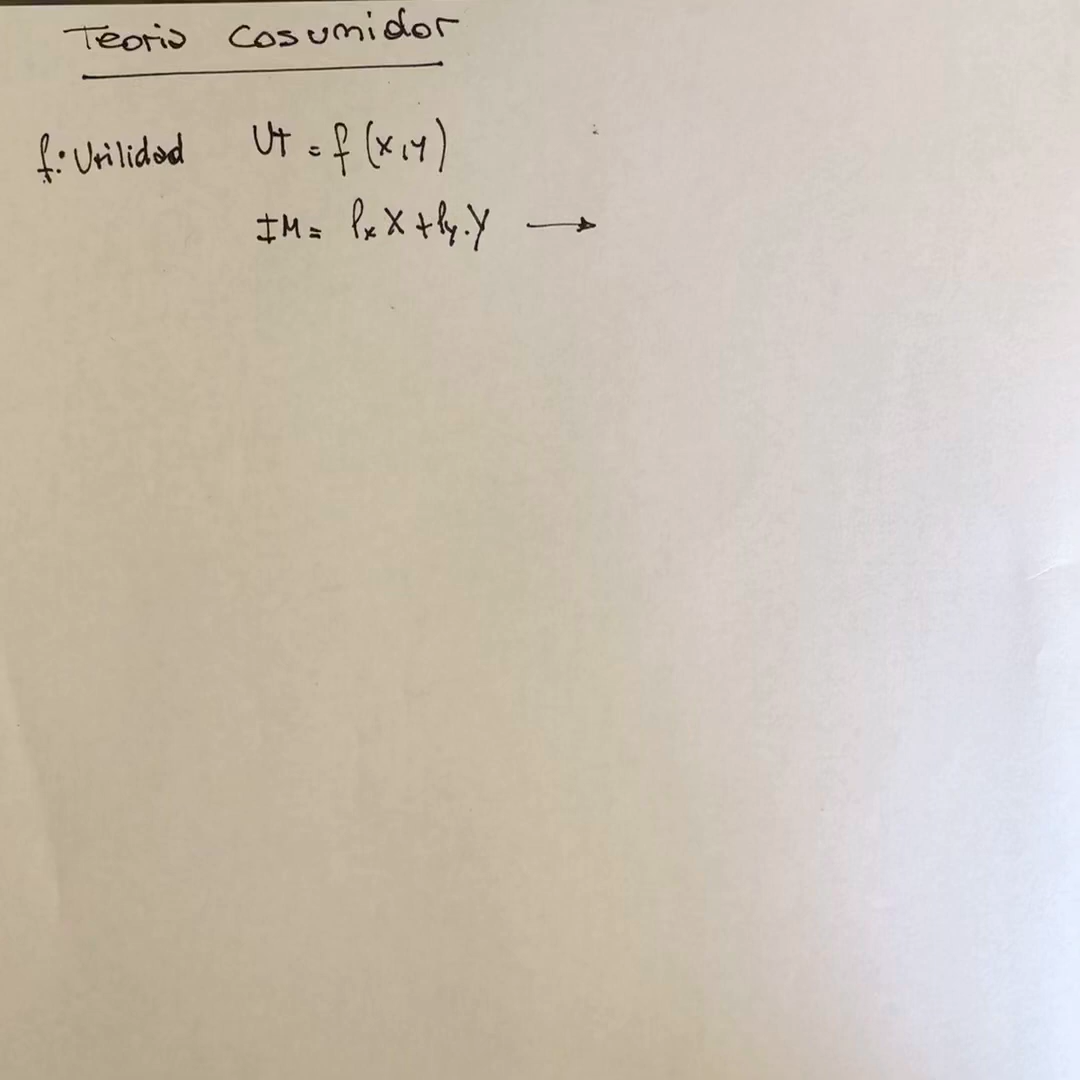 Teoria Cosumidor
f: Utilidad UT = f (x,y)
IM = Px X + Py. Y →